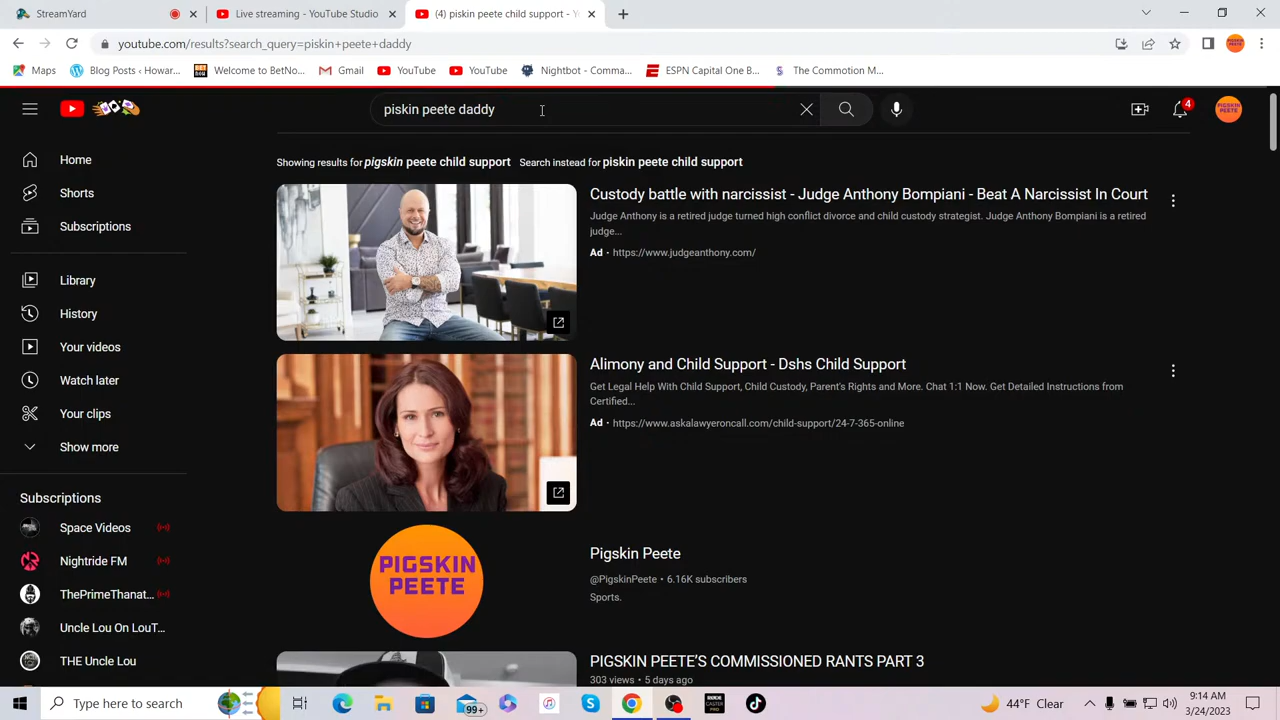 StreamYard
Live streaming - YouTube Studio
(4) piskin peete child support - Y
youtube.com/results?search_query=piskin+peete+daddy
Maps
Blog Posts ‹ Howar...
Welcome to BetNo...
Gmail
YouTube
YouTube
Nightbot - Comma...
ESPN Capital One B...
The Commotion M...
piskin peete daddy
4
PIGSKIN PEETE
Home
Shorts
Subscriptions
Library
History
Your videos
Watch later
Your clips
Show more
Subscriptions
Space Videos
Nightride FM
ThePrimeThanat...
Uncle Lou On LouT...
THE Uncle Lou
Showing results for pigskin peete child support Search instead for piskin peete child support
Custody battle with narcissist - Judge Anthony Bompiani - Beat A Narcissist In Court
Judge Anthony is a retired judge turned high conflict divorce and child custody strategist. Judge Anthony Bompiani is a retired
judge...
Ad · https://www.judgeanthony.com/
Alimony and Child Support - Dshs Child Support
Get Legal Help With Child Support, Child Custody, Parent's Rights and More. Chat 1:1 Now. Get Detailed Instructions from
Certified...
Ad · https://www.askalawyeroncall.com/child-support/24-7-365-online
PIGSKIN
PEETE
Pigskin Peete
@PigskinPeete • 6.16K subscribers
Sports.
PIGSKIN PEETE'S COMMISSIONED RANTS PART 3
303 views • 5 days ago
Type here to search
99+
CASTER
PRO
44°F Clear
9:14 AM
3/24/2023